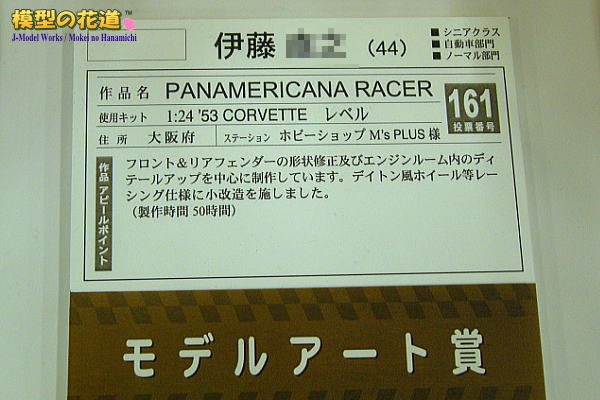 模型の花道™
J-Model Works / Mokei no Hanamichi
伊藤 之 (44)
■ シニアクラス
■ 自動車部門
■ ノーマル部門
作品名 PANAMERICANA RACER
使用キット 1:24 '53 CORVETTE レベル
161
投票番号
住所 大阪府 ステーション ホビーショップ M's PLUS 様
作品アピールポイント
フロント＆リアフェンダーの形状修正及びエンジンルーム内のディ
テールアップを中心に制作しています。デイトン風ホイール等レー
シング仕様に小改造を施しました。
（製作時間 50時間）
モデルアート賞